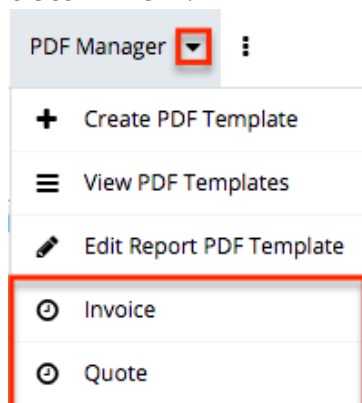 PDF Manager
Create PDF Template
View PDF Templates
Edit Report PDF Template
Invoice
Quote